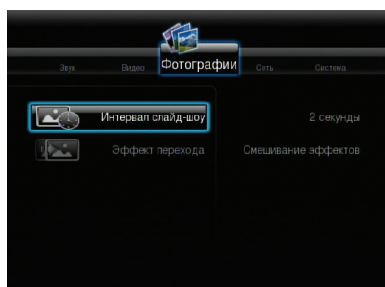 Звук Видео Фотографии Сеть Система
Интервал слайд-шоу 2 секунды
Эффект перехода Смешивание эффектов